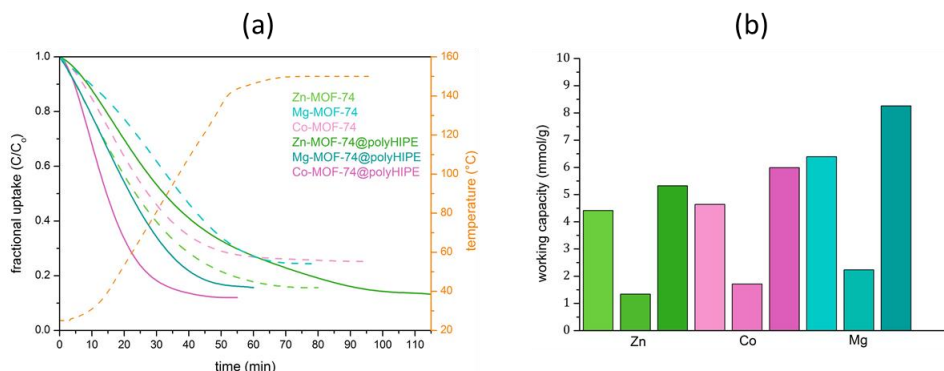 (a)
(b)
1.0
0.8
0.6
0.4
0.2
0.0
fractional uptake (C/Co)
0
10
20
30
40
50
60
70
80
90
100
110
time (min)
160
140
120
100
80
60
40
20
temperature (°C)
Zn-MOF-74
Mg-MOF-74
Co-MOF-74
Zn-MOF-74@polyHIPE
Mg-MOF-74@polyHIPE
Co-MOF-74@polyHIPE
10
9
8
7
6
5
4
3
2
1
0
working capacity (mmol/g)
Zn
Co
Mg